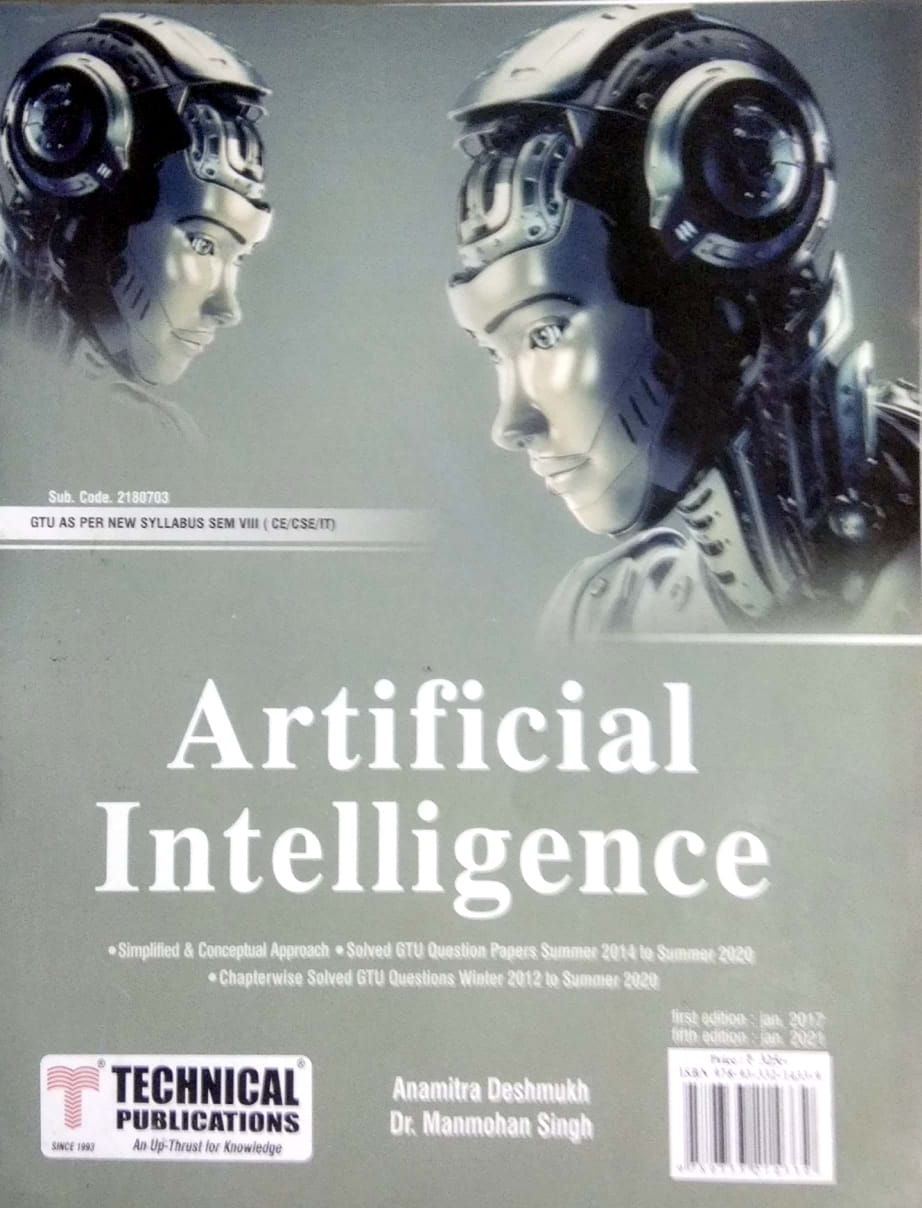 Sub. Code. 2180703
GTU AS PER NEW SYLLABUS SEM VIII ( CE/CSE/IT)
Artificial
Intelligence
•Simplified & Conceptual Approach •Solved GTU Question Papers Summer 2014 to Summer 2020
•Chapterwise Solved GTU Questions Winter 2012 to Summer 2020
first edition : jan. 2017
fifth edition : jan. 2021
Price : ₹ 325/-
ISBN
TECHNICAL®
PUBLICATIONS
SINCE 1993 An Up-Thrust for Knowledge
Anamitra Deshmukh
Dr. Manmohan Singh